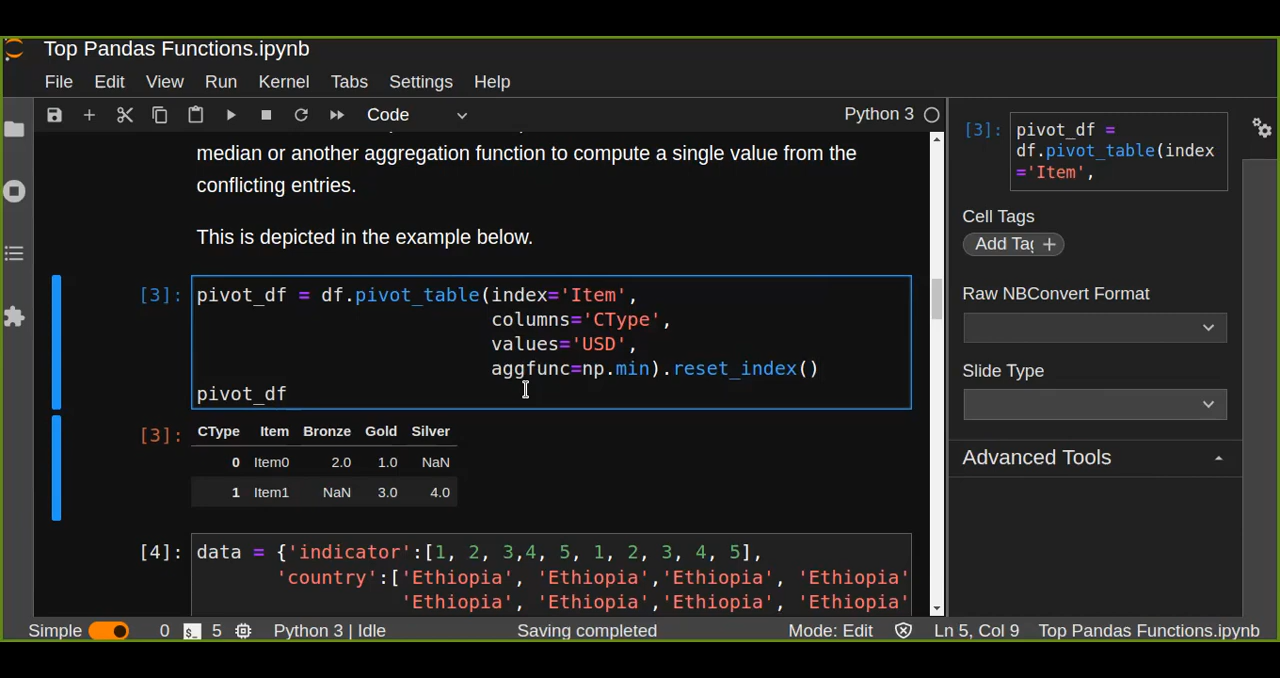 Top Pandas Functions.ipynb
File Edit View Run Kernel Tabs Settings Help
Code Python 3
median or another aggregation function to compute a single value from the
conflicting entries.
This is depicted in the example below.
[3]: pivot_df = df.pivot_table(index='Item',
columns='CType',
values='USD',
aggfunc=np.min).reset_index()
pivot_df
[3]: CType Item Bronze Gold Silver
0 Item0 2.0 1.0 NaN
1 Item1 NaN 3.0 4.0
[4]: data = {'indicator':[1, 2, 3,4, 5, 1, 2, 3, 4, 5],
'country':['Ethiopia', 'Ethiopia','Ethiopia', 'Ethiopia'
'Ethiopia', 'Ethiopia','Ethiopia', 'Ethiopia'
[3]: pivot_df =
df.pivot_table(index
='Item',
Cell Tags
Add Tag +
Raw NBConvert Format
Slide Type
Advanced Tools
Simple 0 $_ 5 Python 3 | Idle Saving completed Mode: Edit Ln 5, Col 9 Top Pandas Functions.ipynb